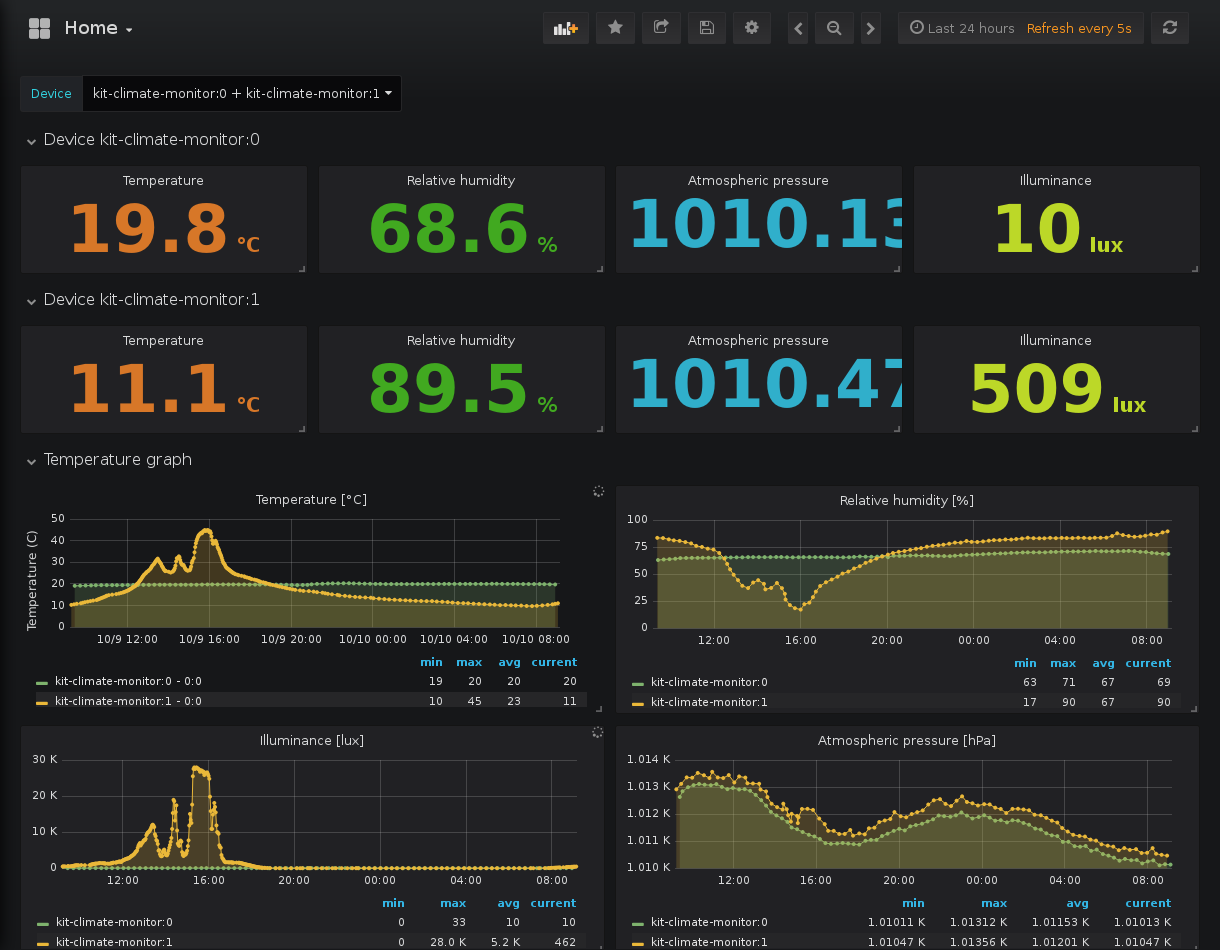 Home
Last 24 hours Refresh every 5s
Device kit-climate-monitor:0 + kit-climate-monitor:1
Device kit-climate-monitor:0
Temperature Relative humidity Atmospheric pressure Illuminance
19.8 °C 68.6 % 1010.13 10 lux
Device kit-climate-monitor:1
Temperature Relative humidity Atmospheric pressure Illuminance
11.1 °C 89.5 % 1010.47 509 lux
Temperature graph
Temperature [°C]
Temperature (C)
50
40
30
20
10
0
10/9 12:00 10/9 16:00 10/9 20:00 10/10 00:00 10/10 04:00 10/10 08:00
min max avg current
kit-climate-monitor:0 - 0:0 19 20 20 20
kit-climate-monitor:1 - 0:0 10 45 23 11
Relative humidity [%]
100
75
50
25
0
12:00 16:00 20:00 00:00 04:00 08:00
min max avg current
kit-climate-monitor:0 63 71 67 69
kit-climate-monitor:1 17 90 67 90
Illuminance [lux]
30 K
20 K
10 K
0
12:00 16:00 20:00 00:00 04:00 08:00
min max avg current
kit-climate-monitor:0 0 33 10 10
kit-climate-monitor:1 0 28.0 K 5.2 K 462
Atmospheric pressure [hPa]
1.014 K
1.013 K
1.012 K
1.011 K
1.010 K
12:00 16:00 20:00 00:00 04:00 08:00
min max avg current
kit-climate-monitor:0 1.01011 K 1.01312 K 1.01153 K 1.01013 K
kit-climate-monitor:1 1.01047 K 1.01356 K 1.01201 K 1.01047 K